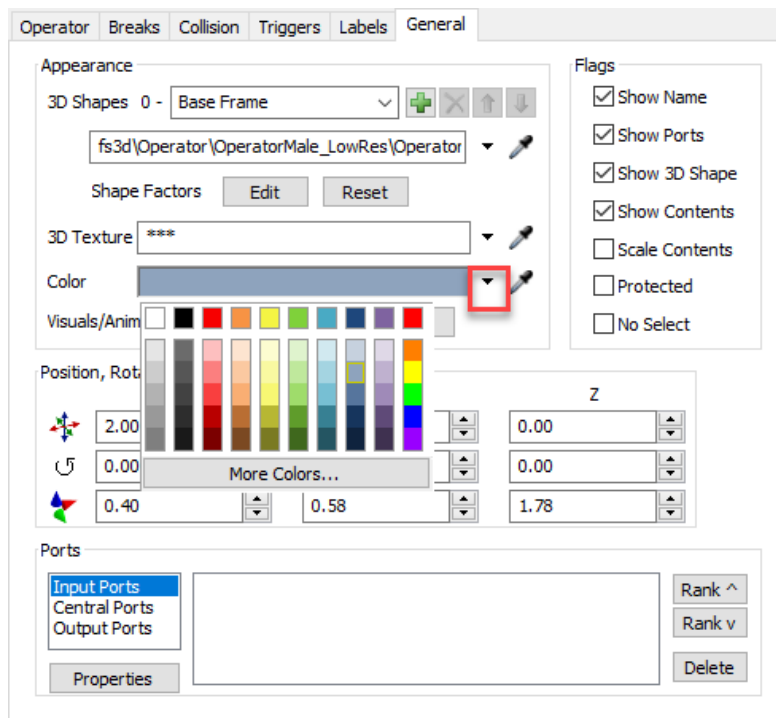 Operator Breaks Collision Triggers Labels General
Appearance
3D Shapes 0 - Base Frame
fs3d\Operator\OperatorMale_LowRes\Operator
Shape Factors Edit Reset
3D Texture ***
Color
Visuals/Anim
More Colors...
Flags
Show Name
Show Ports
Show 3D Shape
Show Contents
Scale Contents
Protected
No Select
Position, Rot
Z
2.00 0.00
0.00 0.00
0.40 0.58 1.78
Ports
Input Ports
Central Ports
Output Ports
Properties
Rank ^
Rank v
Delete